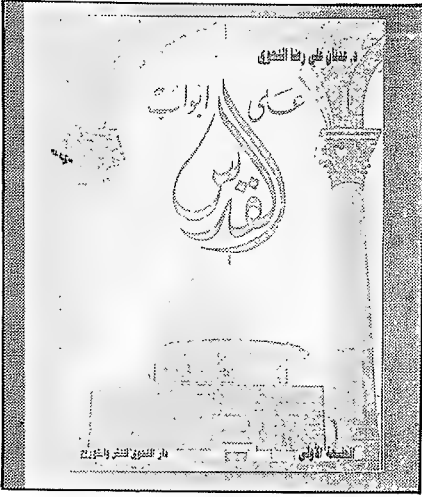 د. عدنان علي رضا النحوي
على أبواب
القدس
الطبعة الأولى
دار النحوي للنشر والتوزيع